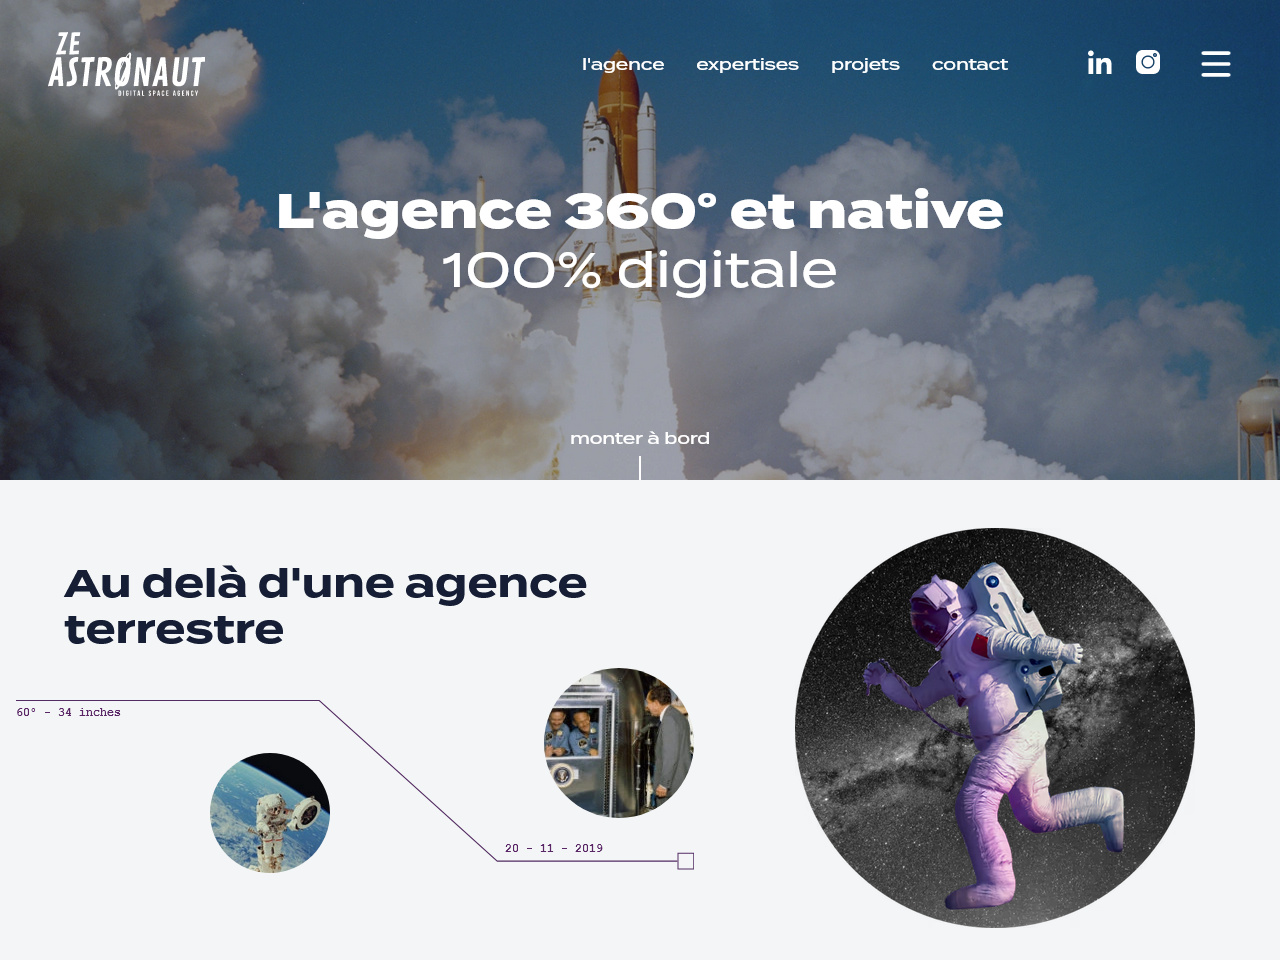 ZE
ASTRØNAUT
DIGITAL SPACE AGENCY
l'agence expertises projets contact
in
L'agence 360° et native
100% digitale
monter à bord
Au delà d'une agence
terrestre
60° - 34 inches
20 - 11 - 2019